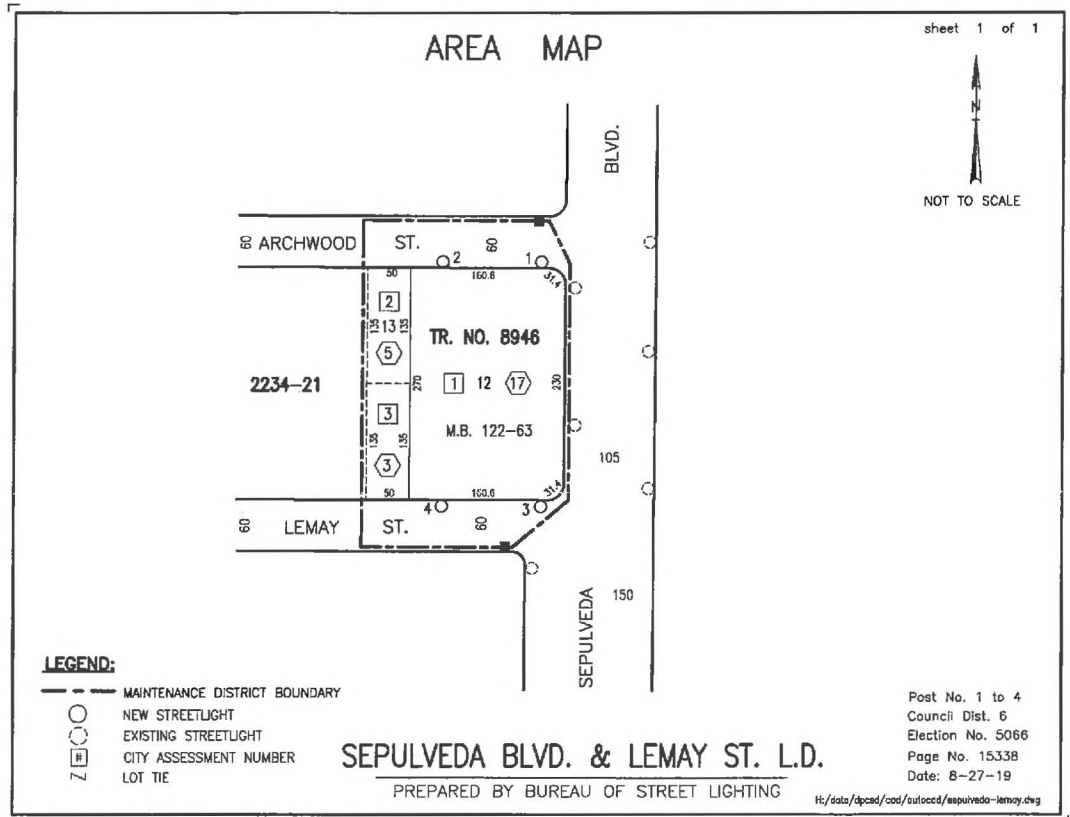 sheet 1 of 1
AREA MAP
N
NOT TO SCALE
BLVD.
60 ARCHWOOD ST. 60
2 1
50 160.6 31.4
2
135 13 135
5
TR. NO. 8946
2234-21
270
1 12 17
230
3
M.B. 122-63
135 135
3
105
50 160.6 31.4
4 3
60 LEMAY ST. 60
SEPULVEDA
150
LEGEND:
MAINTENANCE DISTRICT BOUNDARY
NEW STREETLIGHT
EXISTING STREETLIGHT
# CITY ASSESSMENT NUMBER
Z LOT TIE
SEPULVEDA BLVD. & LEMAY ST. L.D.
PREPARED BY BUREAU OF STREET LIGHTING
Post No. 1 to 4
Council Dist. 6
Election No. 5066
Page No. 15338
Date: 8-27-19
H:/data/dpcsd/cad/autocad/sepulveda-lemay.dwg